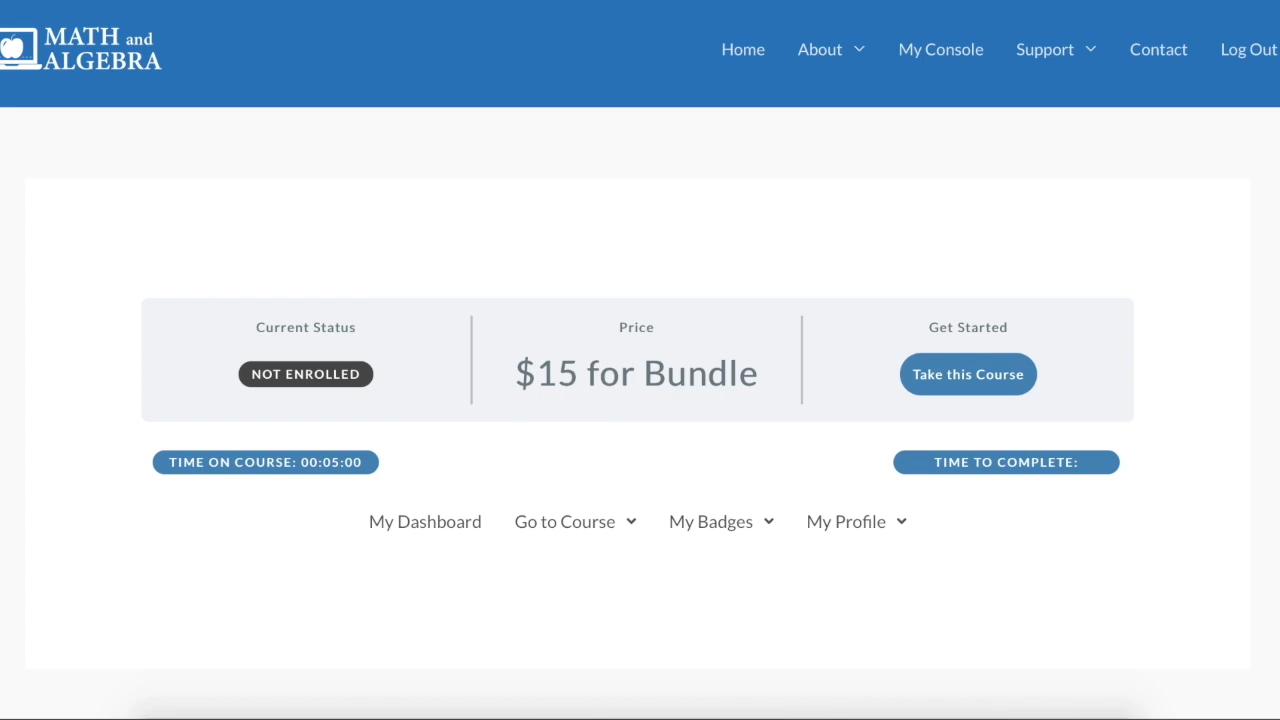 MATH and
ALGEBRA
Home About My Console Support Contact Log Out
Current Status Price Get Started
NOT ENROLLED $15 for Bundle Take this Course
TIME ON COURSE: 00:05:00 TIME TO COMPLETE:
My Dashboard Go to Course My Badges My Profile